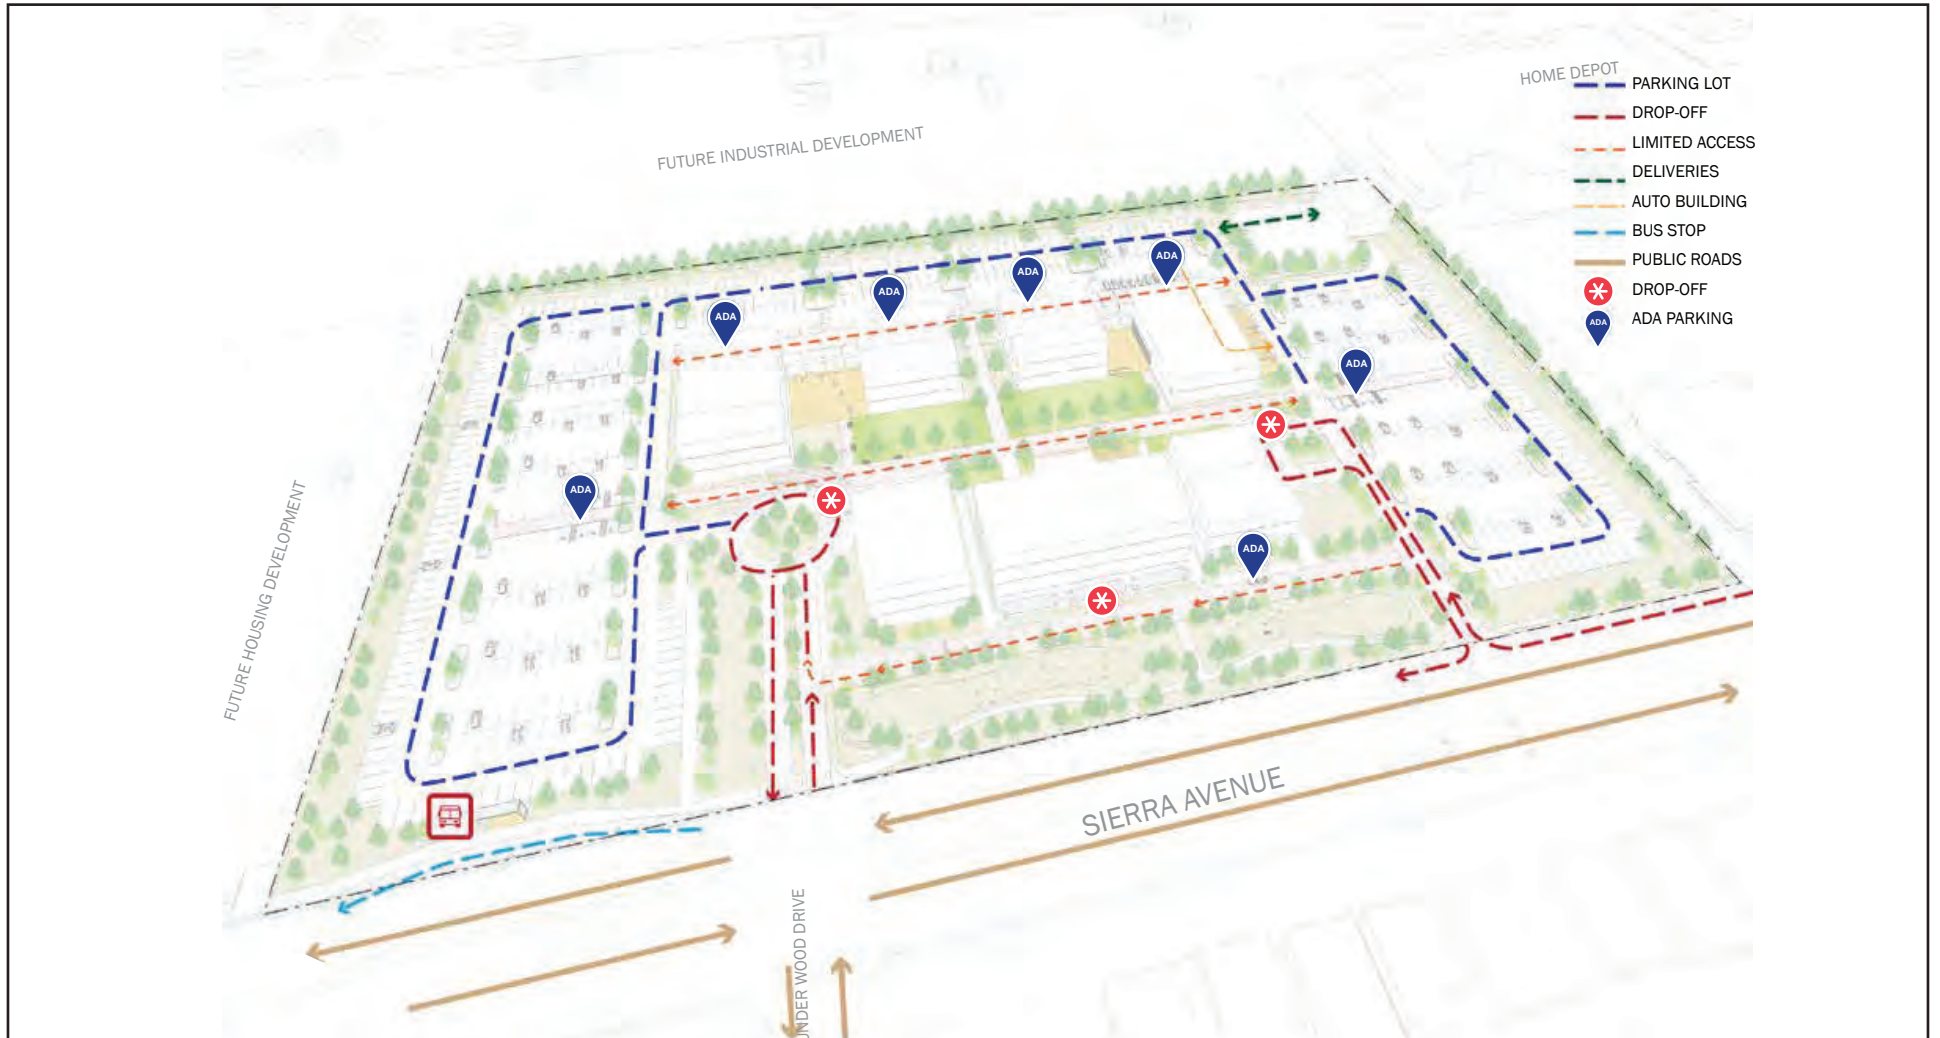 HOME DEPOT
PARKING LOT
DROP-OFF
LIMITED ACCESS
DELIVERIES
AUTO BUILDING
BUS STOP
PUBLIC ROADS
DROP-OFF
ADA
ADA PARKING
FUTURE INDUSTRIAL DEVELOPMENT
ADA
ADA
ADA
ADA
ADA
ADA
ADA
FUTURE HOUSING DEVELOPMENT
SIERRA AVENUE
UNDER WOOD DRIVE